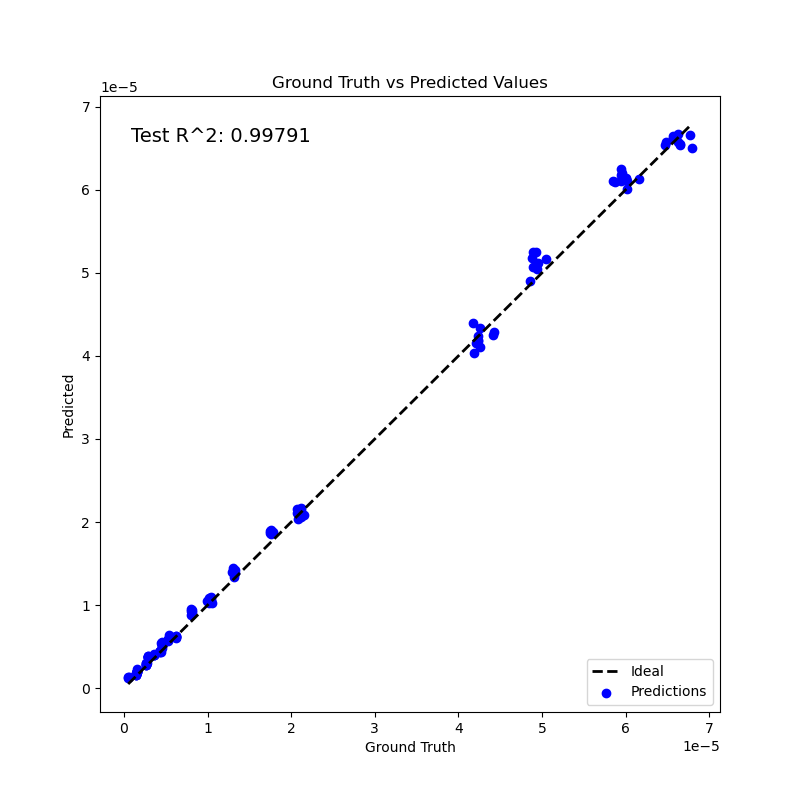 Ground Truth vs Predicted Values
1e−5
7
6
5
4
3
2
1
0
Predicted
Test R^2: 0.99791
Ideal
Predictions
0 1 2 3 4 5 6 7
1e−5
Ground Truth